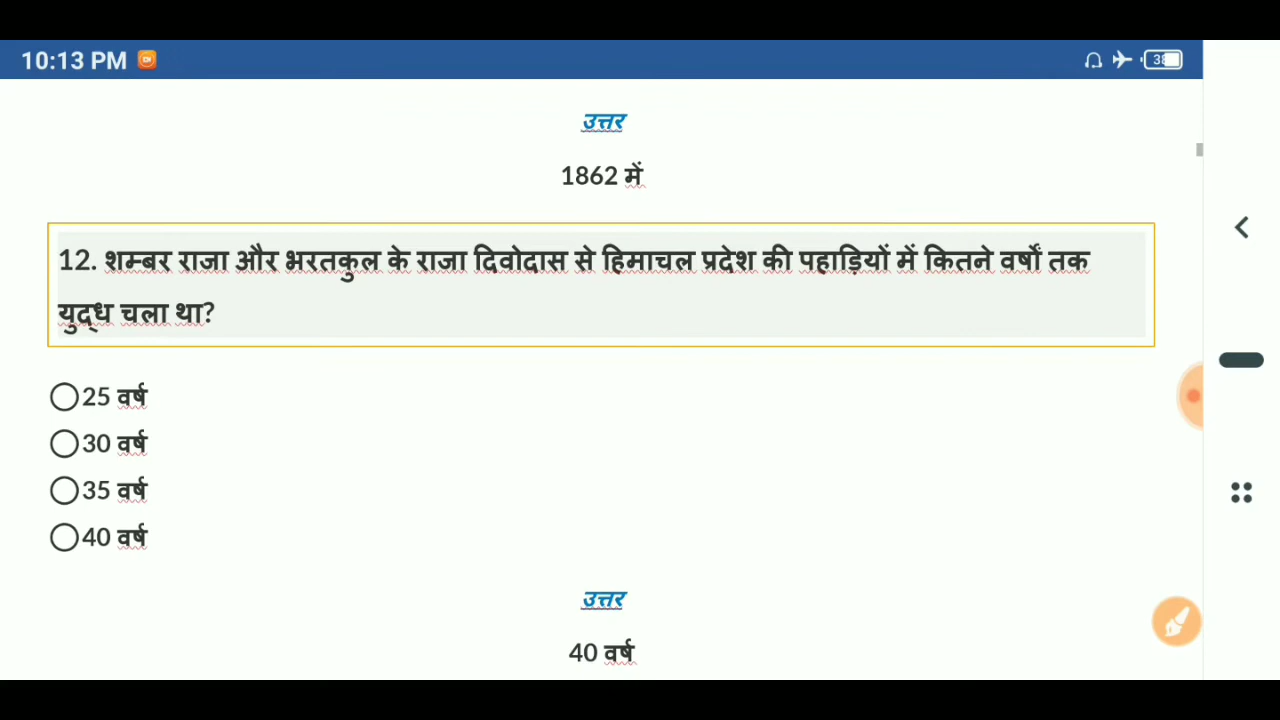 10:13 PM
उत्तर
1862 में
12. शम्बर राजा और भरतकुल के राजा दिवोदास से हिमाचल प्रदेश की पहाड़ियों में कितने वर्षों तक
युद्ध चला था?
25 वर्ष
30 वर्ष
35 वर्ष
40 वर्ष
उत्तर
40 वर्ष